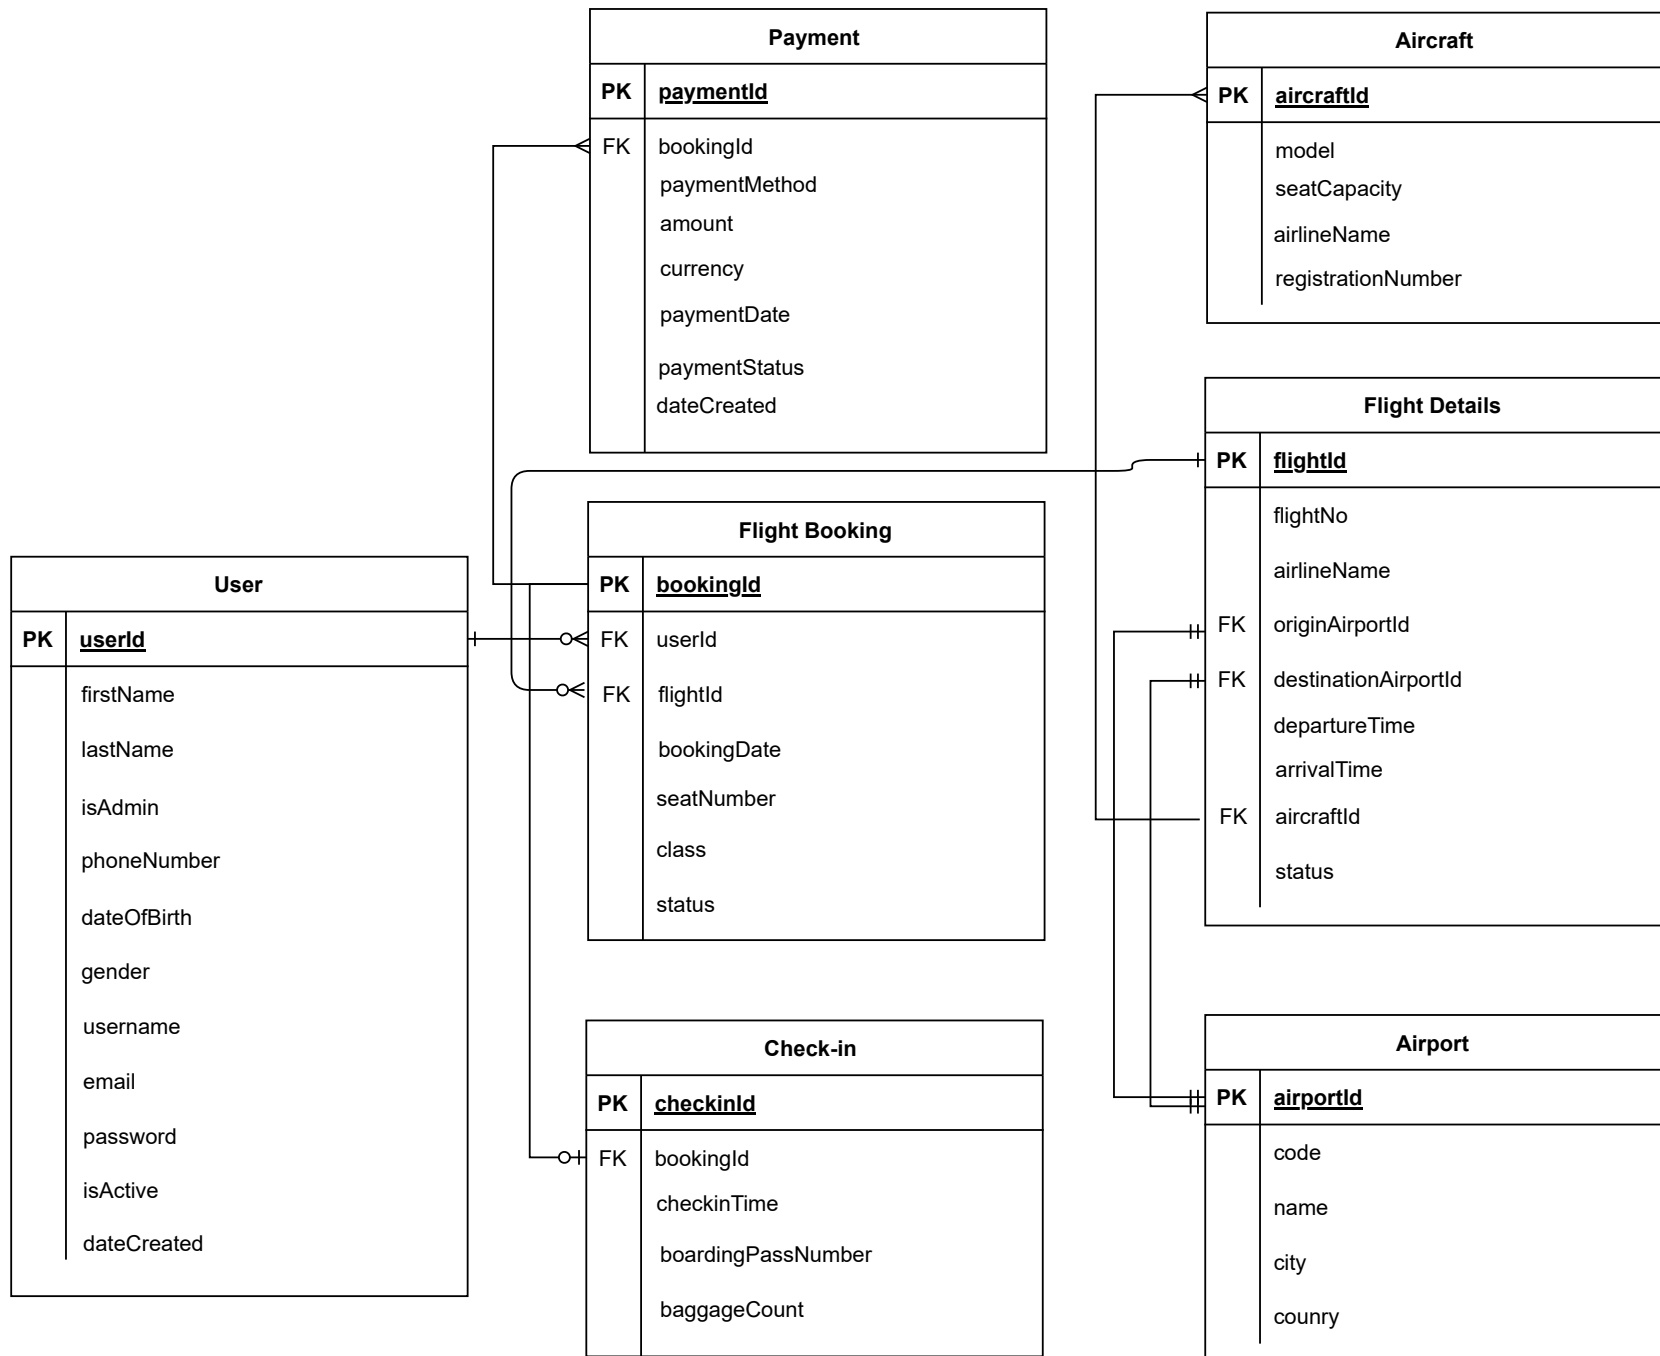 Payment
PK paymentId
FK bookingId
paymentMethod
amount
currency
paymentDate
paymentStatus
dateCreated
Aircraft
PK aircraftId
model
seatCapacity
airlineName
registrationNumber
Flight Details
PK flightId
flightNo
airlineName
FK originAirportId
FK destinationAirportId
departureTime
arrivalTime
FK aircraftId
status
Flight Booking
PK bookingId
FK userId
FK flightId
bookingDate
seatNumber
class
status
User
PK userId
firstName
lastName
isAdmin
phoneNumber
dateOfBirth
gender
username
email
password
isActive
dateCreated
Check-in
PK checkinId
FK bookingId
checkinTime
boardingPassNumber
baggageCount
Airport
PK airportId
code
name
city
counry